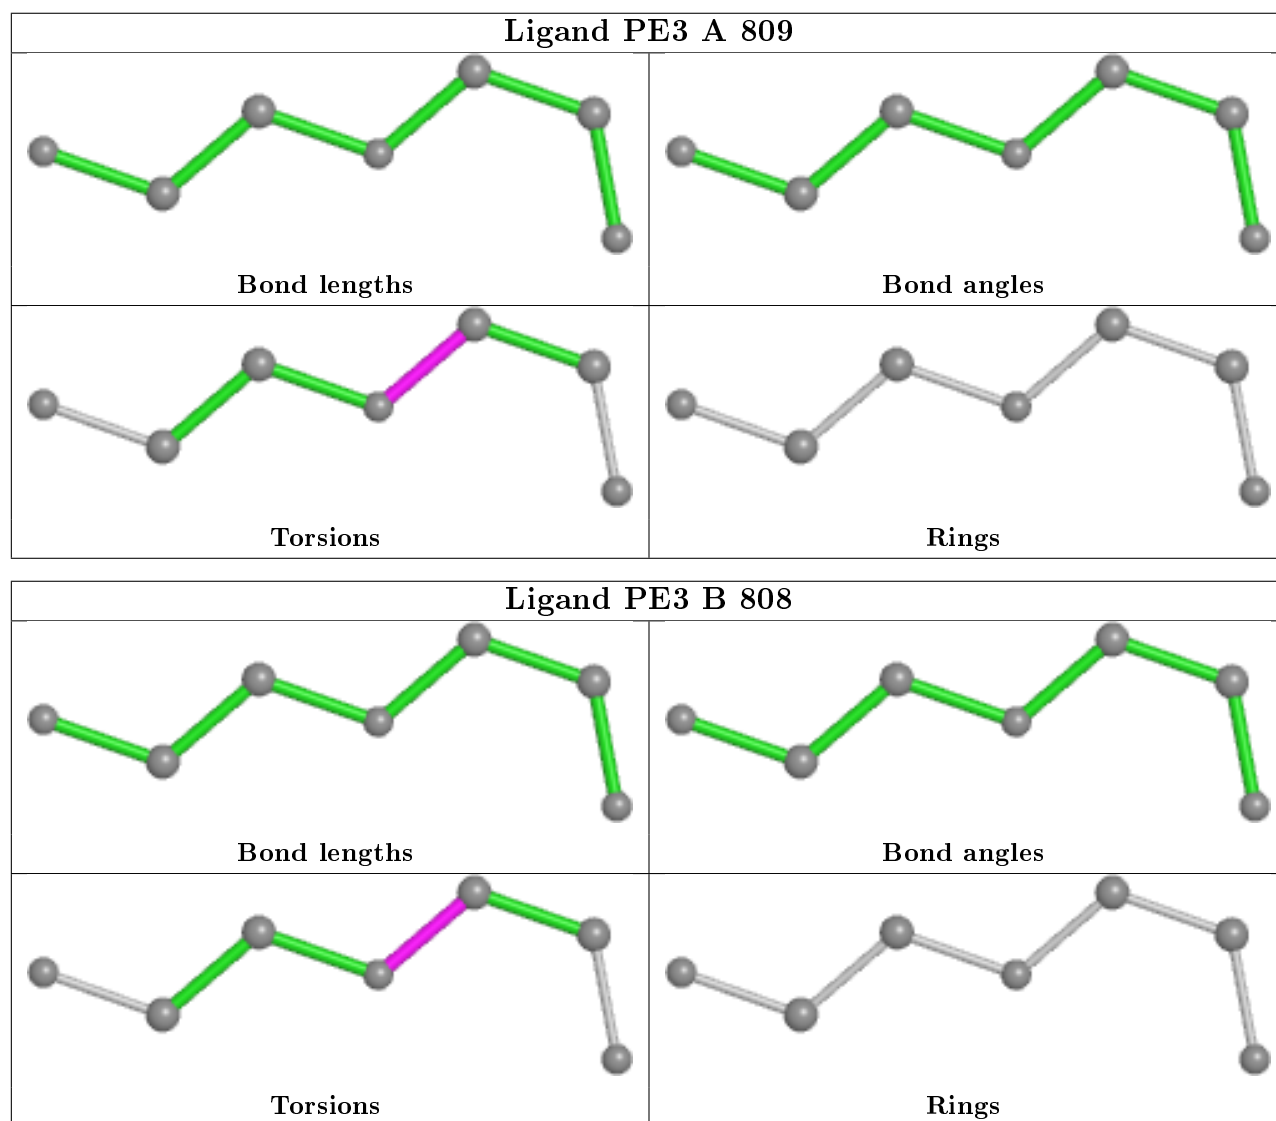 Ligand PE3 A 809
Bond lengths
Bond angles
Torsions
Rings
Ligand PE3 B 808
Bond lengths
Bond angles
Torsions
Rings